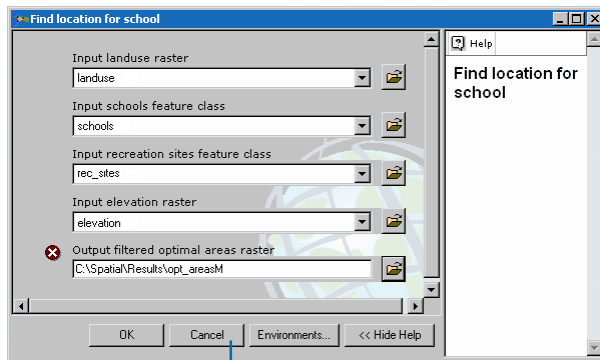 Find location for school
Input landuse raster
landuse
Input schools feature class
schools
Input recreation sites feature class
rec_sites
Input elevation raster
elevation
Output filtered optimal areas raster
C:\Spatial\Results\opt_areasM
OK
Cancel
Environments...
<< Hide Help
Help
Find location for
school